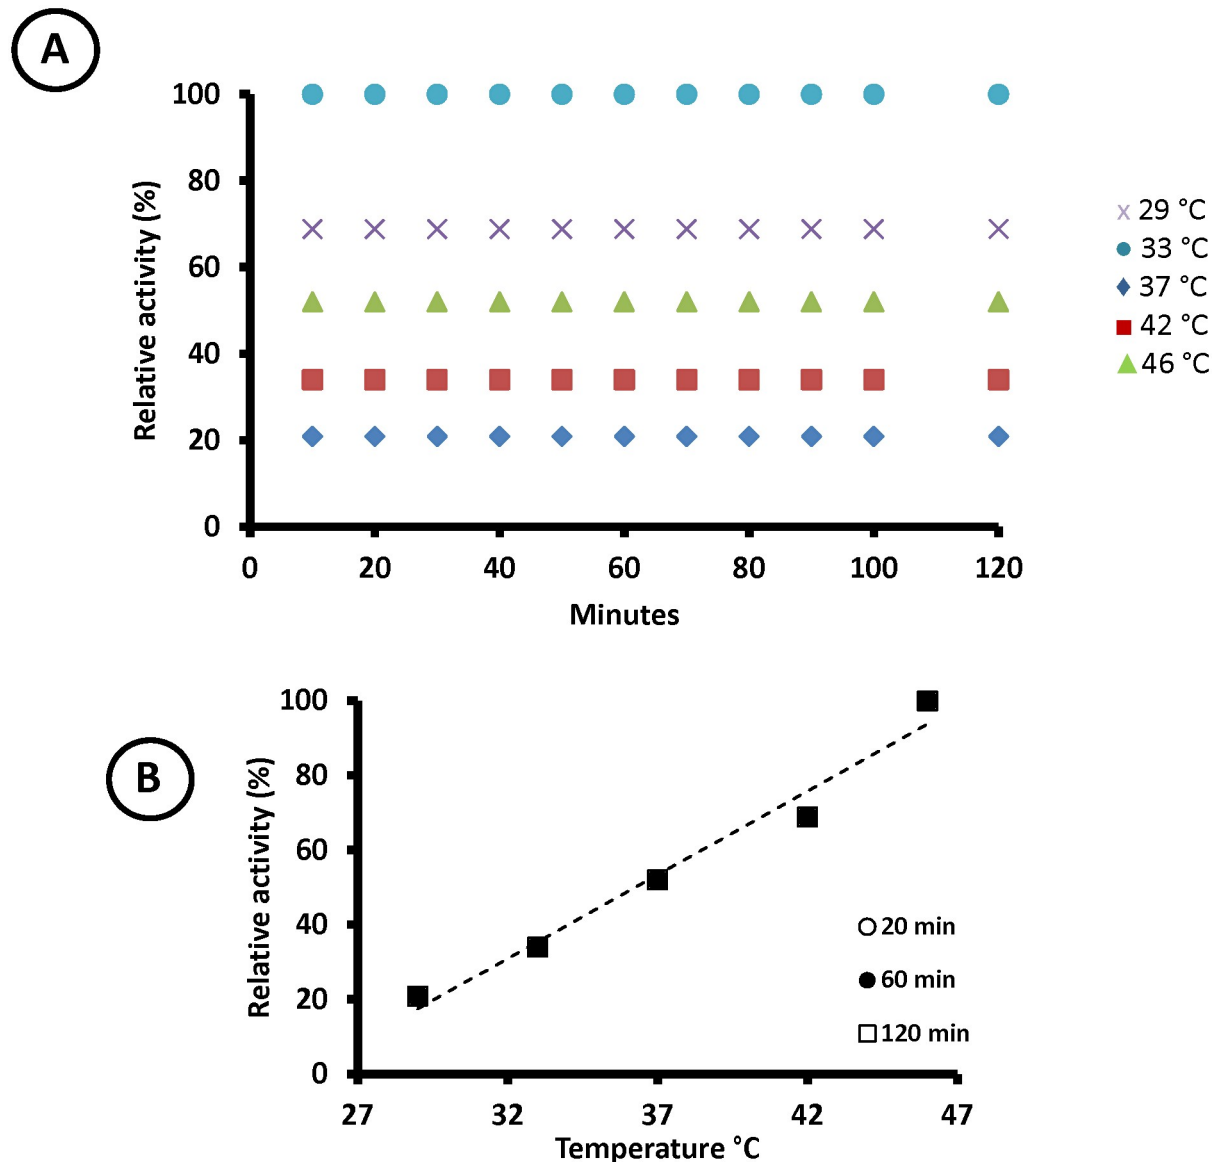 A
100
80
60
40
20
0
Relative activity (%)
0 20 40 60 80 100 120
Minutes
29 °C
33 °C
37 °C
42 °C
46 °C
B
100
80
60
40
20
0
Relative activity (%)
20 min
60 min
120 min
27 32 37 42 47
Temperature °C